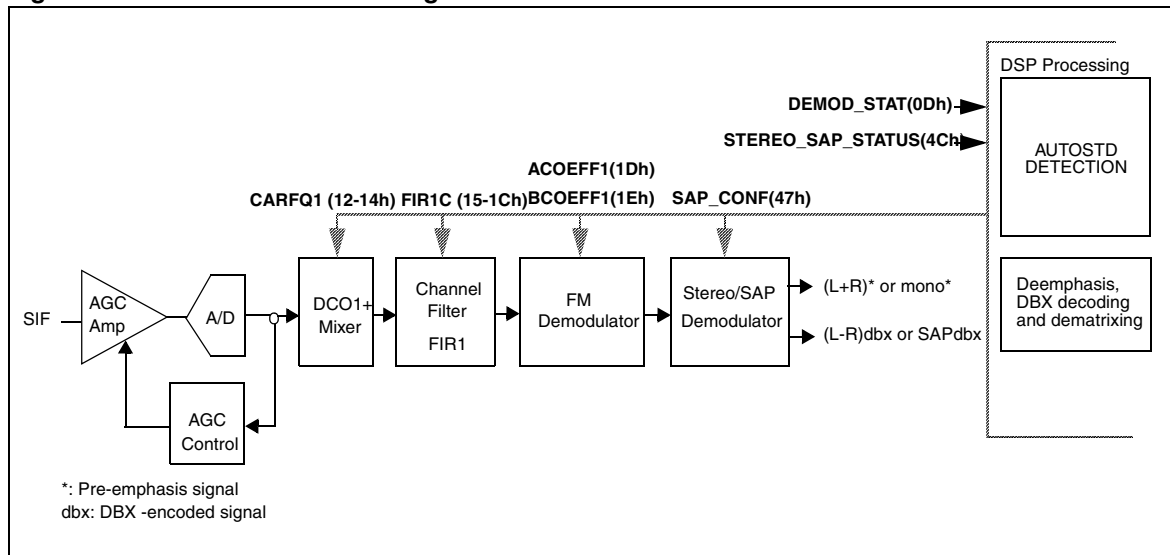 DSP Processing
DEMOD_STAT(0Dh)
STEREO_SAP_STATUS(4Ch)
AUTOSTD
DETECTION
ACOEFF1(1Dh)
CARFQ1 (12-14h) FIR1C (15-1Ch) BCOEFF1(1Eh) SAP_CONF(47h)
SIF
AGC
Amp
A/D
DCO1+
Mixer
Channel
Filter
FIR1
FM
Demodulator
Stereo/SAP
Demodulator
(L+R)* or mono*
(L-R)dbx or SAPdbx
Deemphasis,
DBX decoding
and dematrixing
AGC
Control
*: Pre-emphasis signal
dbx: DBX -encoded signal